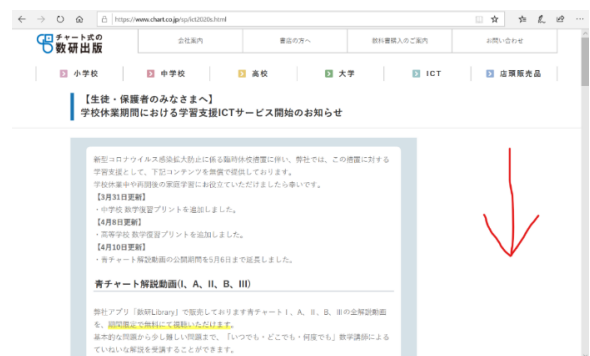 https://www.chart.co.jp/sp/ict2020s.html
チャート式の
数研出版
会社案内
書店の方へ
教科書購入のご案内
お問い合わせ
小学校
中学校
高校
大学
ICT
店頭販売品
【生徒・保護者のみなさまへ】
学校休業期間における学習支援ICTサービス開始のお知らせ
新型コロナウイルス感染拡大防止に係る臨時休校措置に伴い、弊社では、この措置に対する
学習支援として、下記コンテンツを無償で提供しております。
学校休業中や再開後の家庭学習にお役立ていただけましたら幸いです。
【3月31日更新】
・中学校 数学復習プリントを追加しました。
【4月8日更新】
・高等学校 数学復習プリントを追加しました。
【4月10日更新】
・青チャート解説動画の公開期間を5月6日まで延長しました。
青チャート解説動画(I、A、II、B、III)
弊社アプリ「数研Library」で販売しております青チャート I、A、II、B、IIIの全解説動画
を、期間限定で無料にて視聴いただけます。
基本的な問題から少し難しい問題まで、「いつでも・どこでも・何度でも」数学講師による
ていねいな解説を受講することができます。